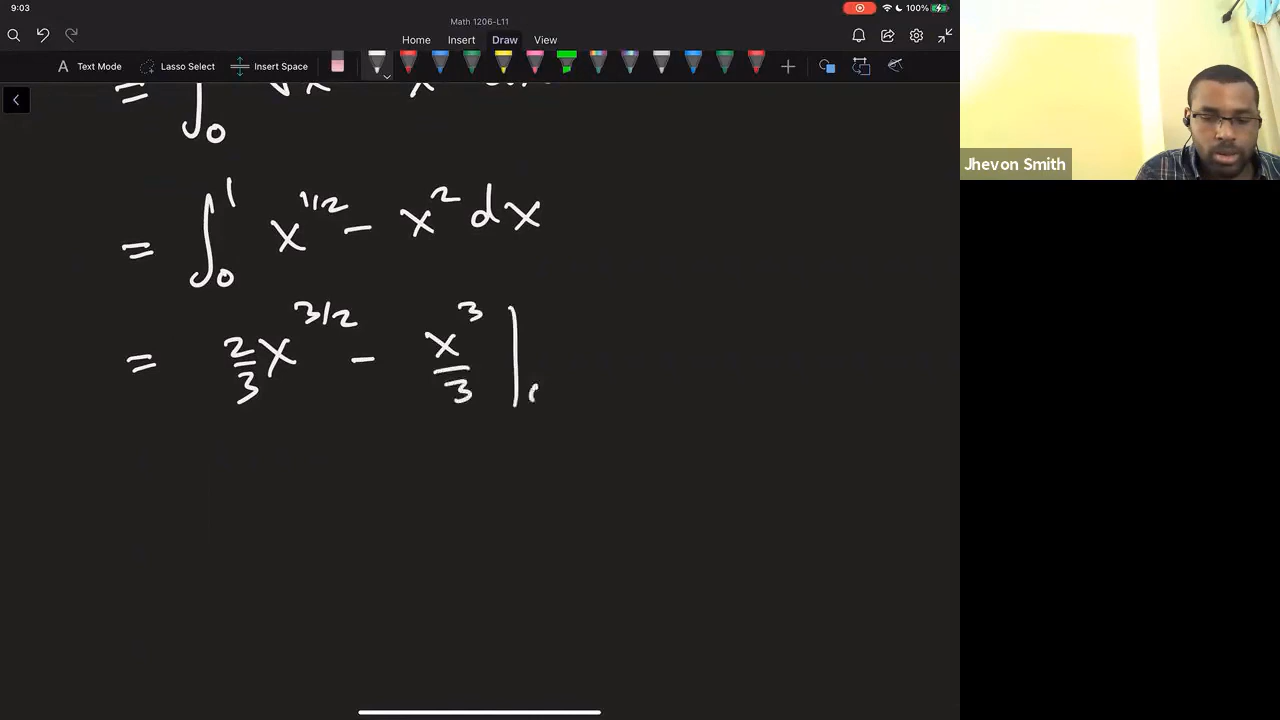 9:03
100%
Math 1206-L11
Home Insert Draw View
A Text Mode Lasso Select Insert Space
= ∫₀
= ∫₀¹ x^{1/2} - x² dx
= 2/3 x^{3/2} - x³/3 |
Jhevon Smith